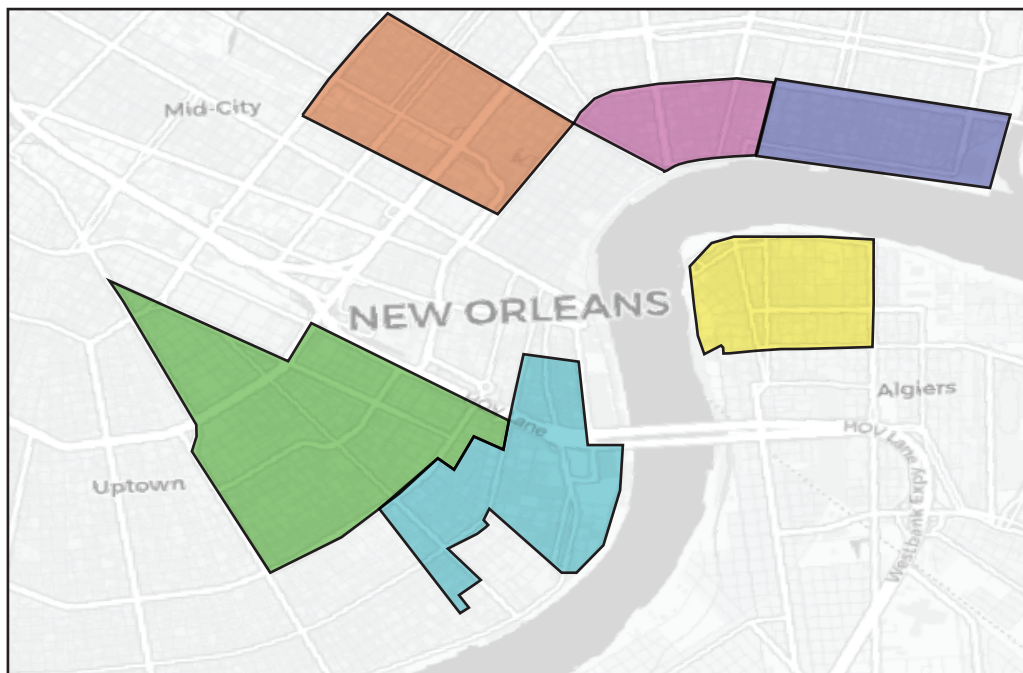 Mid-City
NEW ORLEANS
Algiers
HOV Lane
HOV Lane
Uptown
Westbank Expy